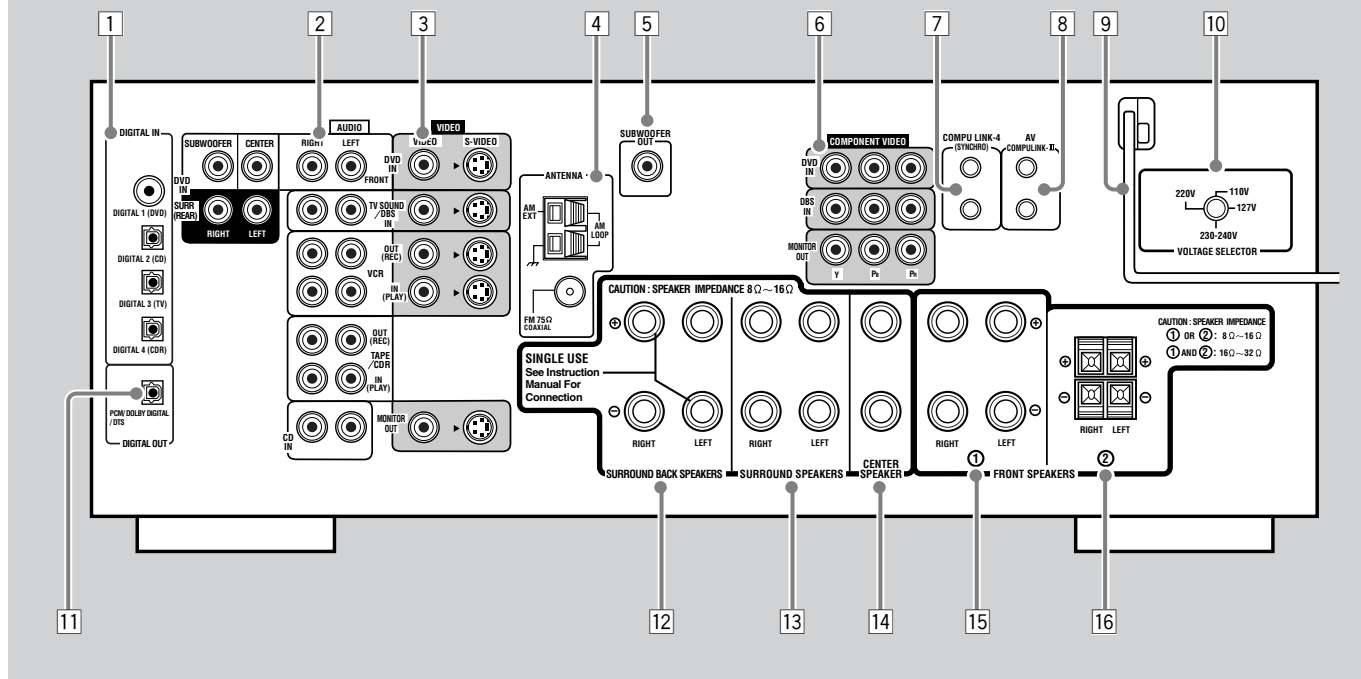 1
2
3
4
5
6
7
8
9
10
DIGITAL IN
DIGITAL 1 (DVD)
DIGITAL 2 (CD)
DIGITAL 3 (TV)
DIGITAL 4 (CDR)
PCM/ DOLBY DIGITAL
/ DTS
DIGITAL OUT
SUBWOOFER
CENTER
DVD
IN
SURR
(REAR)
RIGHT
LEFT
AUDIO
RIGHT
LEFT
FRONT
TV SOUND
/DBS
IN
OUT
(REC)
VCR
IN
(PLAY)
OUT
(REC)
TAPE
/CDR
IN
(PLAY)
CD
IN
VIDEO
VIDEO
S-VIDEO
DVD
IN
MONITOR
OUT
ANTENNA
AM
EXT
AM
LOOP
FM 75Ω
COAXIAL
SUBWOOFER
OUT
COMPONENT VIDEO
DVD
IN
DBS
IN
MONITOR
OUT
Y
PB
PR
COMPU LINK-4
(SYNCHRO)
AV
COMPULINK-II
220V
110V
127V
230-240V
VOLTAGE SELECTOR
CAUTION : SPEAKER IMPEDANCE 8Ω～16Ω
⊕
⊖
SINGLE USE
See Instruction
Manual For
Connection
RIGHT
LEFT
SURROUND BACK SPEAKERS
RIGHT
LEFT
SURROUND SPEAKERS
CENTER
SPEAKER
⊕
⊖
RIGHT
LEFT
①
FRONT SPEAKERS
⊕
⊕
⊖
⊖
RIGHT
LEFT
②
CAUTION : SPEAKER IMPEDANCE
① OR ② : 8Ω～16Ω
① AND ② : 16Ω～32Ω
11
12
13
14
15
16